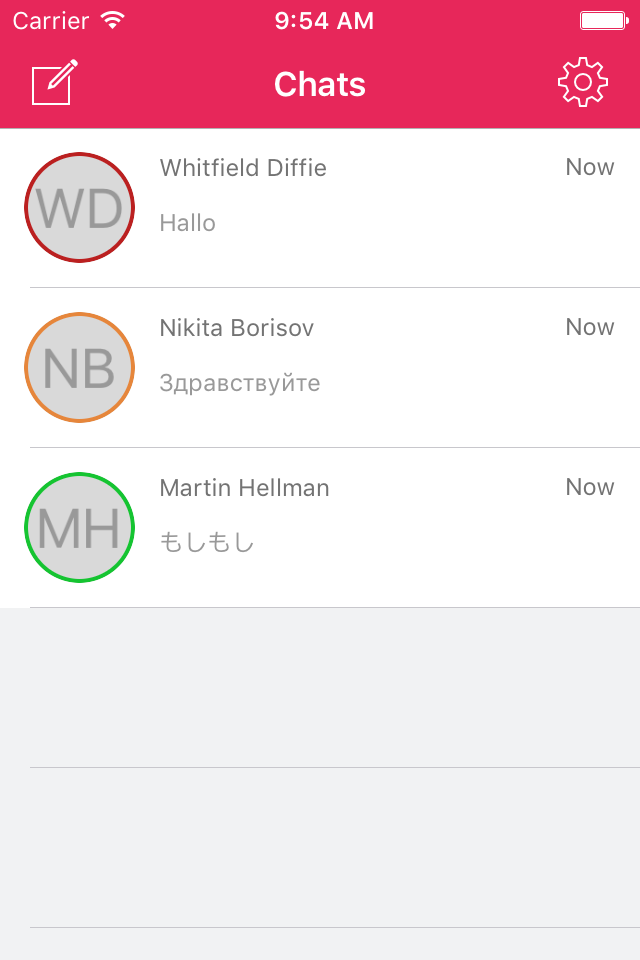 Carrier 9:54 AM
Chats
WD Whitfield Diffie Now
Hallo
NB Nikita Borisov Now
Здравствуйте
MH Martin Hellman Now
もしもし